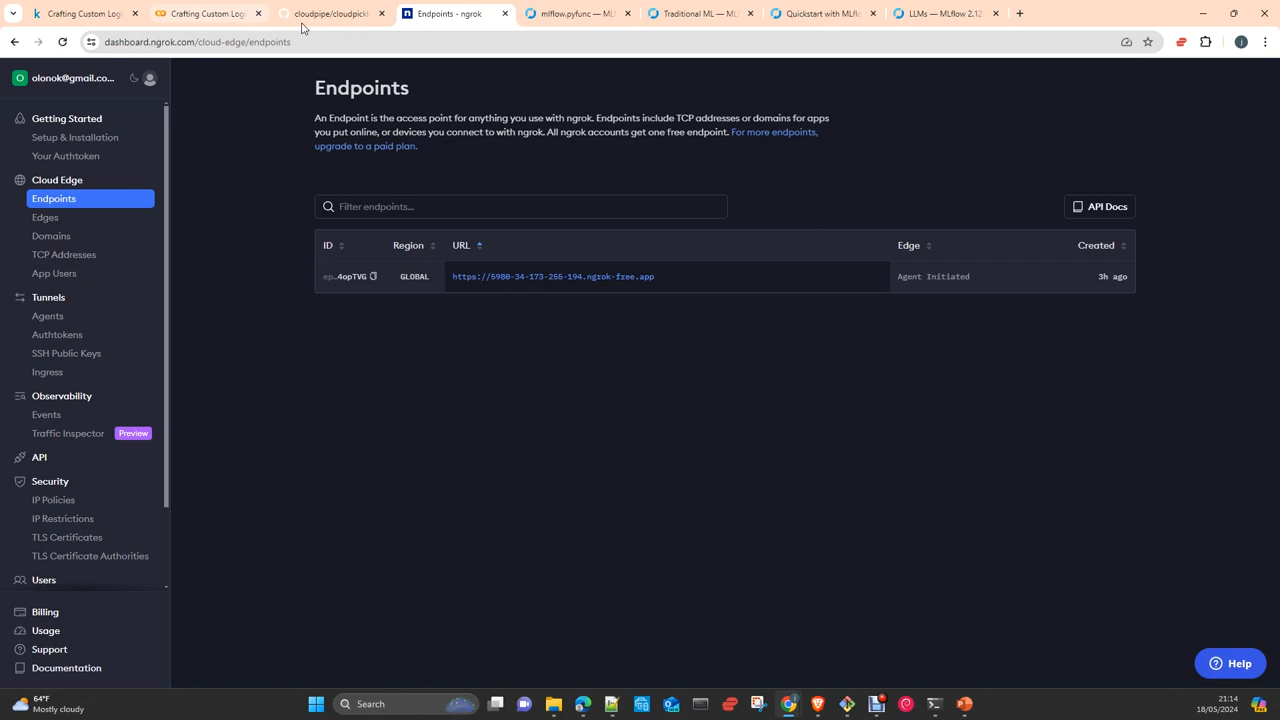 Crafting Custom Log
Crafting Custom Log
cloudpipe/cloudpickl
Endpoints - ngrok
mlflow.pyfunc — ML
Traditional ML — ML
Quickstart with MLfl
LLMs — MLflow 2.12
dashboard.ngrok.com/cloud-edge/endpoints
O
olonok@gmail.co...
Getting Started
Setup & Installation
Your Authtoken
Cloud Edge
Endpoints
Edges
Domains
TCP Addresses
App Users
Tunnels
Agents
Authtokens
SSH Public Keys
Ingress
Observability
Events
Traffic Inspector
Preview
API
Security
IP Policies
IP Restrictions
TLS Certificates
TLS Certificate Authorities
Users
Billing
Usage
Support
Documentation
Endpoints
An Endpoint is the access point for anything you use with ngrok. Endpoints include TCP addresses or domains for apps
you put online, or devices you connect to with ngrok. All ngrok accounts get one free endpoint. For more endpoints,
upgrade to a paid plan.
Filter endpoints...
API Docs
ID Region URL Edge Created
ep…4opTVG GLOBAL https://5980-34-173-255-194.ngrok-free.app Agent Initiated 3h ago
Help
64°F
Mostly cloudy
Search
21:14
18/05/2024